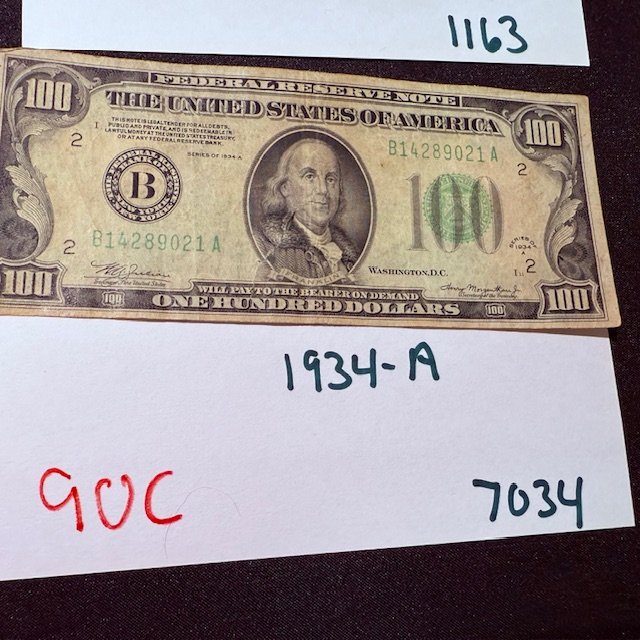 1163
FEDERAL RESERVE NOTE
100
THE UNITED STATES OF AMERICA
100
THIS NOTE IS LEGAL TENDER FOR ALL DEBTS,
PUBLIC AND PRIVATE, AND IS REDEEMABLE IN
LAWFUL MONEY AT THE UNITED STATES TREASURY,
OR AT ANY FEDERAL RESERVE BANK.
2
I
SERIES OF 1934 A
B14289021A
2
B
100
2
B14289021A
WASHINGTON, D.C.
SERIES OF
1934
A
2
100
100
WILL PAY TO THE BEARER ON DEMAND
ONE HUNDRED DOLLARS
100
100
1934-A
90C
7034